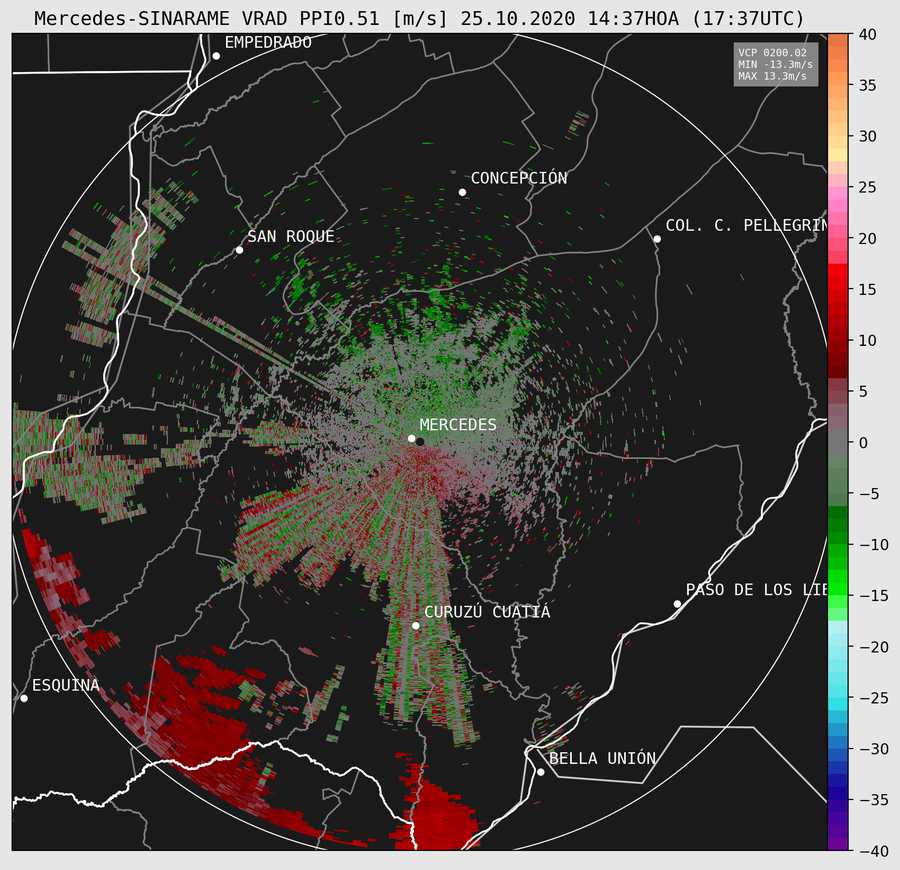 Mercedes-SINARAME VRAD PPI0.51 [m/s] 25.10.2020 14:37HOA (17:37UTC)
EMPEDRADO
VCP 0200.02
MIN -13.3m/s
MAX 13.3m/s
CONCEPCIÓN
COL. C. PELLEGRIN
SAN ROQUE
MERCEDES
PASO DE LOS LIE
CURUZÚ CUATIÁ
ESQUINA
BELLA UNIÓN
40
35
30
25
20
15
10
5
0
−5
−10
−15
−20
−25
−30
−35
−40